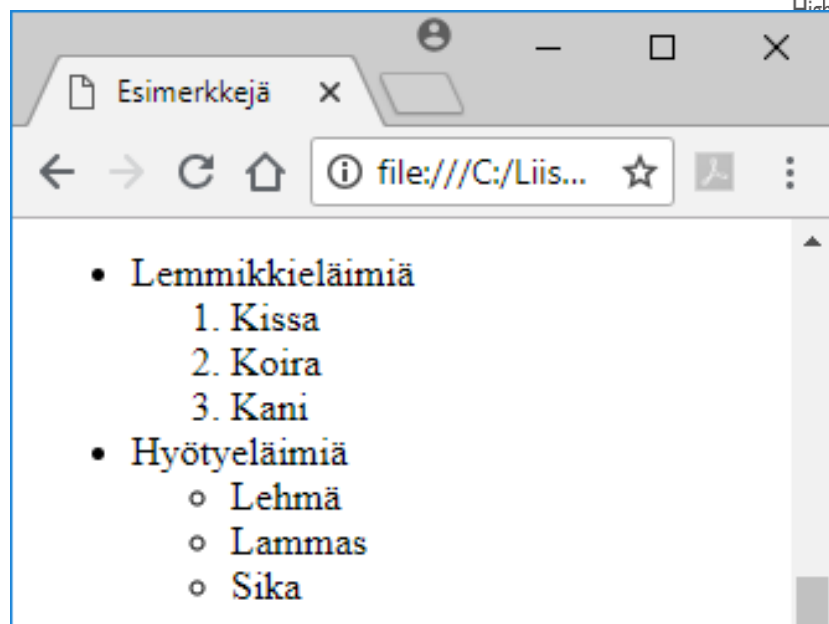 Esimerkkejä
file:///C:/Liis...
Lemmikkieläimiä
1. Kissa
2. Koira
3. Kani
Hyötyeläimiä
Lehmä
Lammas
Sika